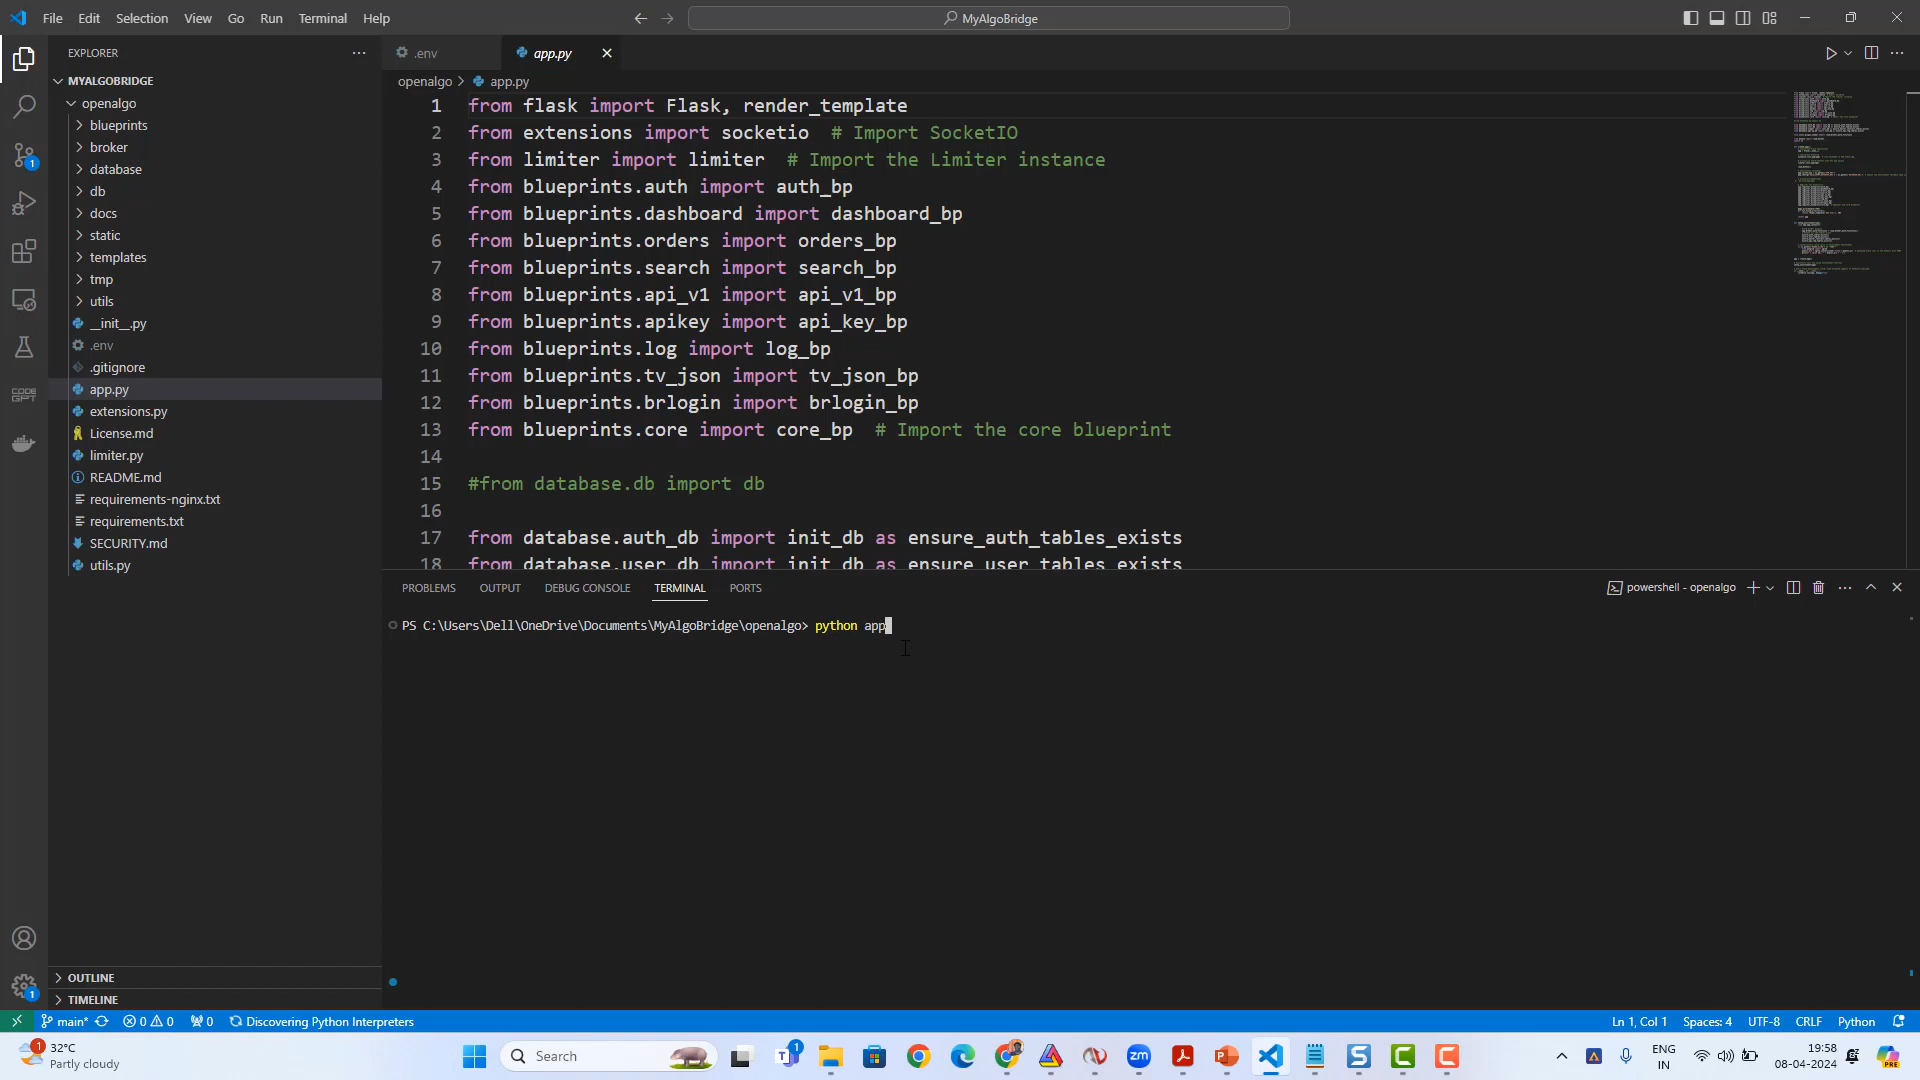 File Edit Selection View Go Run Terminal Help
MyAlgoBridge
EXPLORER
MYALGOBRIDGE
openalgo
blueprints
broker
database
db
docs
static
templates
tmp
utils
__init__.py
.env
.gitignore
app.py
extensions.py
License.md
limiter.py
README.md
requirements-nginx.txt
requirements.txt
SECURITY.md
utils.py
OUTLINE
TIMELINE
CODE
GPT
1
1
.env
app.py
openalgo > app.py
1 from flask import Flask, render_template
2 from extensions import socketio # Import SocketIO
3 from limiter import limiter # Import the Limiter instance
4 from blueprints.auth import auth_bp
5 from blueprints.dashboard import dashboard_bp
6 from blueprints.orders import orders_bp
7 from blueprints.search import search_bp
8 from blueprints.api_v1 import api_v1_bp
9 from blueprints.apikey import api_key_bp
10 from blueprints.log import log_bp
11 from blueprints.tv_json import tv_json_bp
12 from blueprints.brlogin import brlogin_bp
13 from blueprints.core import core_bp # Import the core blueprint
14
15 #from database.db import db
16
17 from database.auth_db import init_db as ensure_auth_tables_exists
18 from database.user_db import init_db as ensure_user_tables_exists
PROBLEMS OUTPUT DEBUG CONSOLE TERMINAL PORTS
powershell - openalgo
PS C:\Users\Dell\OneDrive\Documents\MyAlgoBridge\openalgo> python app
main* 0 0 0 Discovering Python Interpreters
Ln 1, Col 1 Spaces: 4 UTF-8 CRLF Python
1
32°C
Partly cloudy
Search
1
zm
ENG
IN
19:58
08-04-2024
PRE